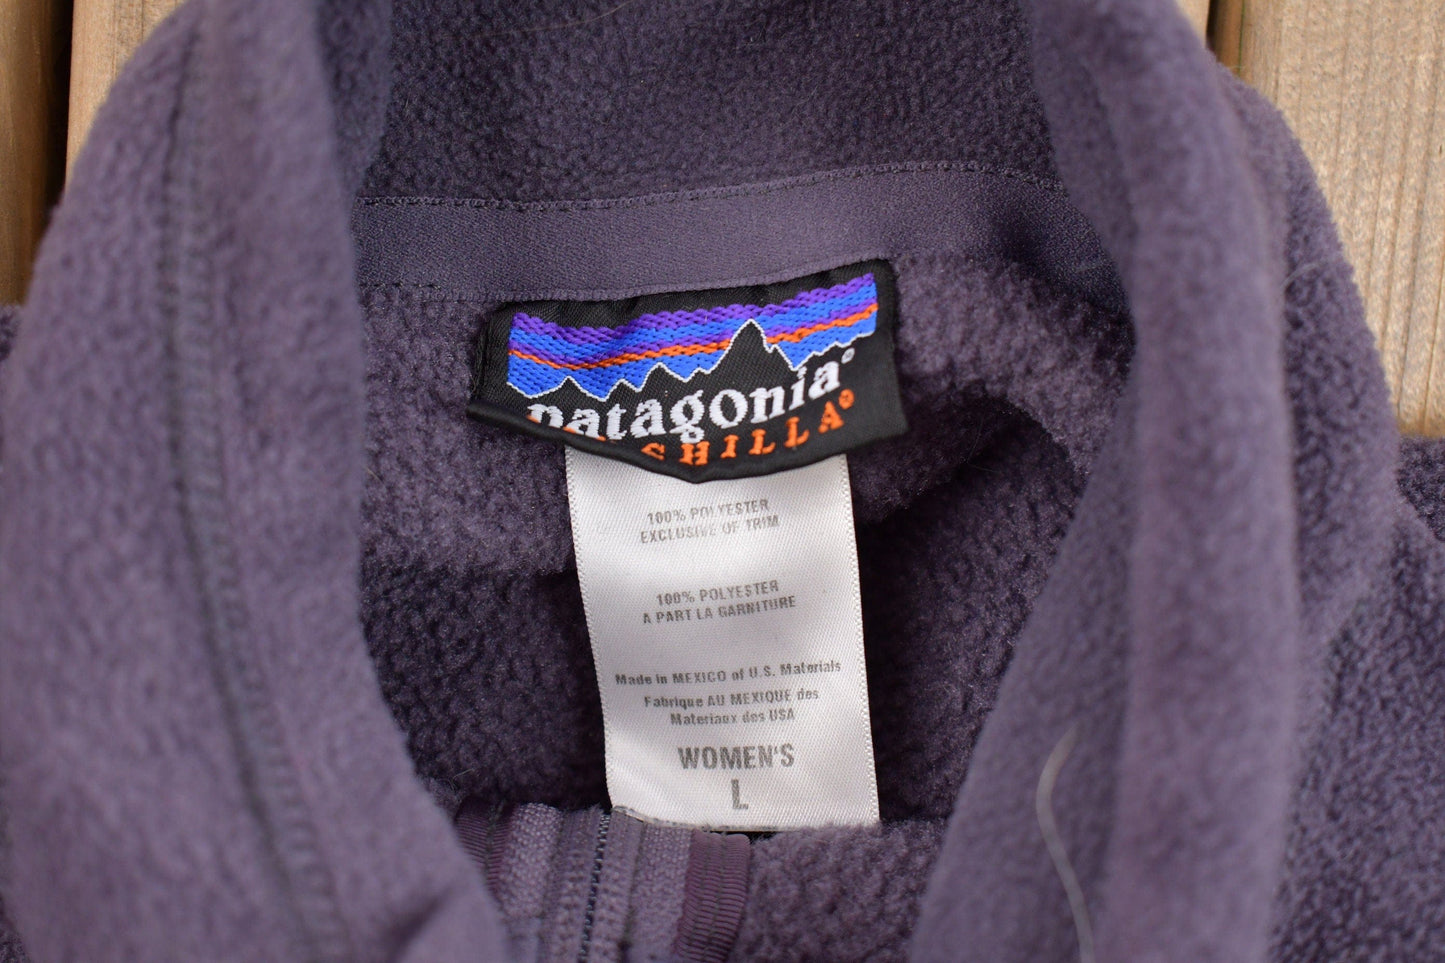 patagonia®
CHILLA®
100% POLYESTER
EXCLUSIVE OF TRIM
100% POLYESTER
A PART LA GARNITURE
Made in MEXICO of U.S. Materials
Fabrique AU MEXIQUE des
Materiaux des USA
WOMEN'S
L